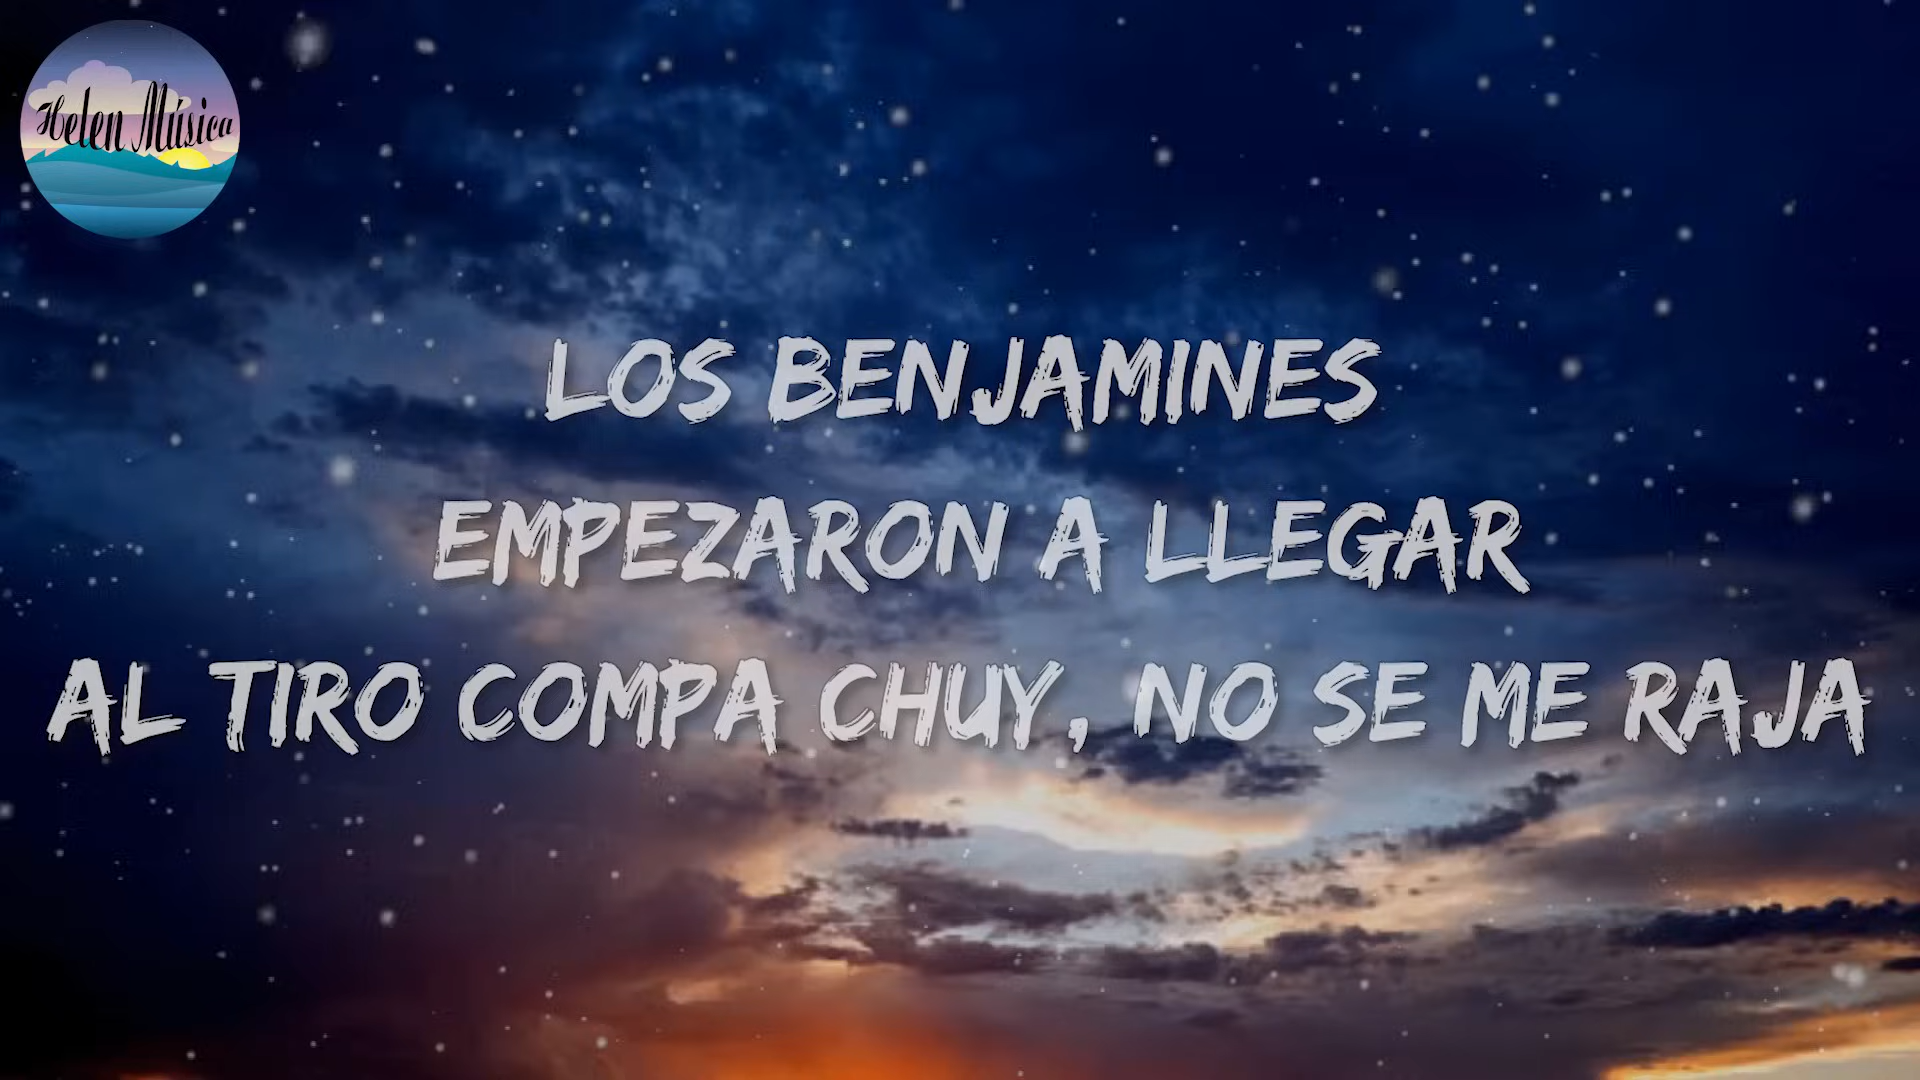 Helen Música
LOS BENJAMINES
EMPEZARON A LLEGAR
AL TIRO COMPA CHUY, NO SE ME RAJA